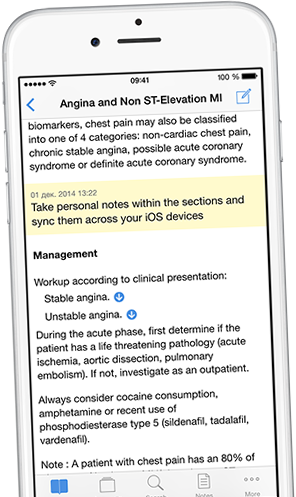 09:41
100 %
Angina and Non ST-Elevation MI
biomarkers, chest pain may also be classified
into one of 4 categories: non-cardiac chest pain,
chronic stable angina, possible acute coronary
syndrome or definite acute coronary syndrome.
01 дек. 2014 13:22
Take personal notes within the sections and
sync them across your iOS devices
Management
Workup according to clinical presentation:
Stable angina.
Unstable angina.
During the acute phase, first determine if the
patient has a life threatening pathology (acute
ischemia, aortic dissection, pulmonary
embolism). If not, investigate as an outpatient.
Always consider cocaine consumption,
amphetamine or recent use of
phosphodiesterase type 5 (sildenafil, tadalafil,
vardenafil).
Note : A patient with chest pain has an 80% of
Search
Notes
More